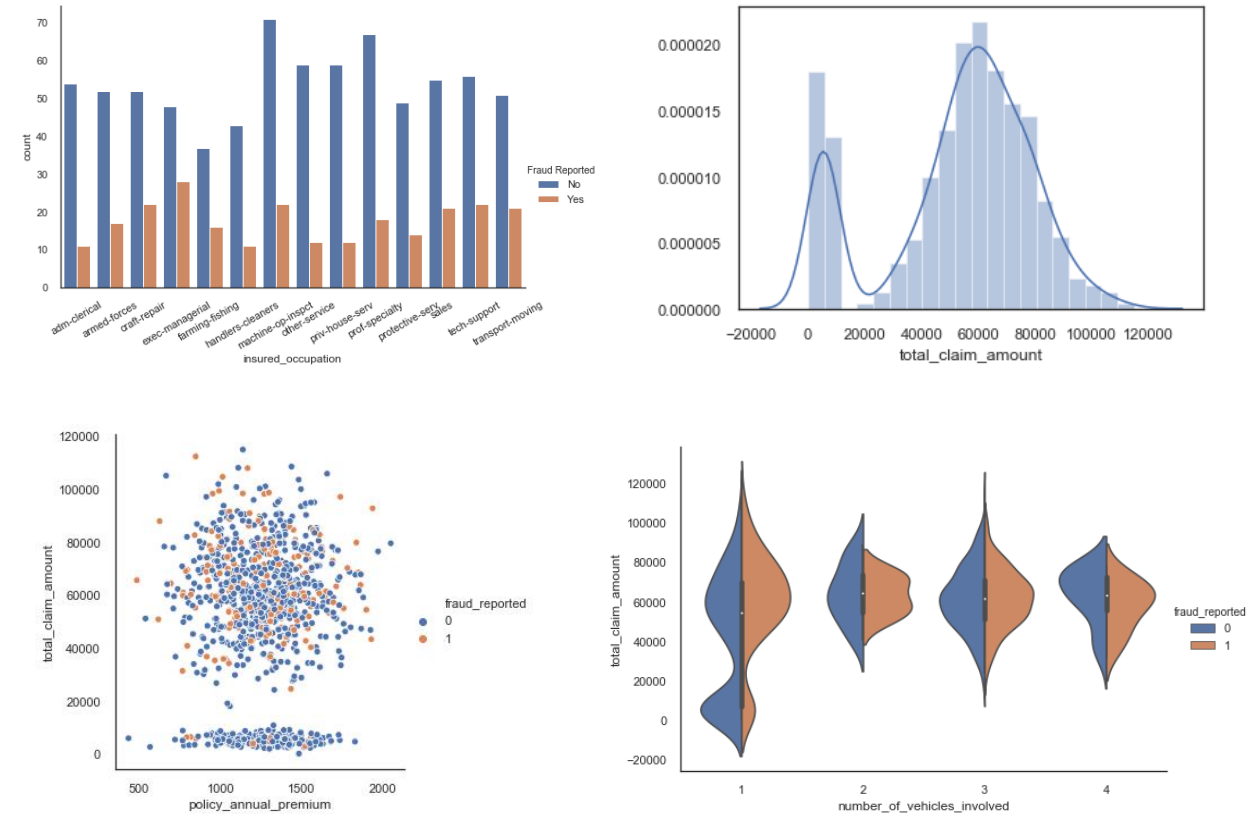 70
60
50
40
30
20
10
0
count
adm-clerical
armed-forces
craft-repair
exec-managerial
farming-fishing
handlers-cleaners
machine-op-inspct
other-service
priv-house-serv
prof-specialty
protective-serv
sales
tech-support
transport-moving
insured_occupation
Fraud Reported
No
Yes
0.000020
0.000015
0.000010
0.000005
0.000000
−20000 0 20000 40000 60000 80000 100000 120000
total_claim_amount
120000
100000
80000
60000
40000
20000
0
total_claim_amount
500 1000 1500 2000
policy_annual_premium
fraud_reported
0
1
120000
100000
80000
60000
40000
20000
0
−20000
total_claim_amount
1 2 3 4
number_of_vehicles_involved
fraud_reported
0
1